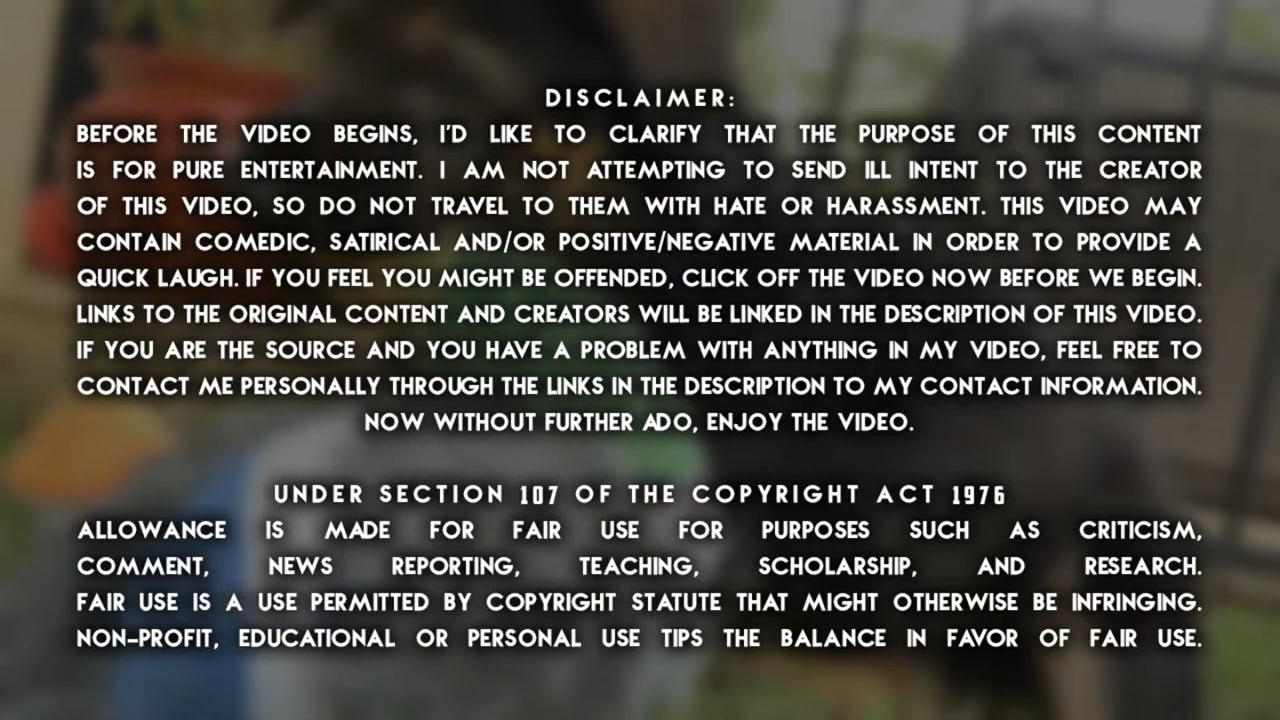 DISCLAIMER:
BEFORE THE VIDEO BEGINS, I'D LIKE TO CLARIFY THAT THE PURPOSE OF THIS CONTENT
IS FOR PURE ENTERTAINMENT. I AM NOT ATTEMPTING TO SEND ILL INTENT TO THE CREATOR
OF THIS VIDEO, SO DO NOT TRAVEL TO THEM WITH HATE OR HARASSMENT. THIS VIDEO MAY
CONTAIN COMEDIC, SATIRICAL AND/OR POSITIVE/NEGATIVE MATERIAL IN ORDER TO PROVIDE A
QUICK LAUGH. IF YOU FEEL YOU MIGHT BE OFFENDED, CLICK OFF THE VIDEO NOW BEFORE WE BEGIN.
LINKS TO THE ORIGINAL CONTENT AND CREATORS WILL BE LINKED IN THE DESCRIPTION OF THIS VIDEO.
IF YOU ARE THE SOURCE AND YOU HAVE A PROBLEM WITH ANYTHING IN MY VIDEO, FEEL FREE TO
CONTACT ME PERSONALLY THROUGH THE LINKS IN THE DESCRIPTION TO MY CONTACT INFORMATION.
NOW WITHOUT FURTHER ADO, ENJOY THE VIDEO.
UNDER SECTION 107 OF THE COPYRIGHT ACT 1976
ALLOWANCE IS MADE FOR FAIR USE FOR PURPOSES SUCH AS CRITICISM,
COMMENT, NEWS REPORTING, TEACHING, SCHOLARSHIP, AND RESEARCH.
FAIR USE IS A USE PERMITTED BY COPYRIGHT STATUTE THAT MIGHT OTHERWISE BE INFRINGING.
NON-PROFIT, EDUCATIONAL OR PERSONAL USE TIPS THE BALANCE IN FAVOR OF FAIR USE.